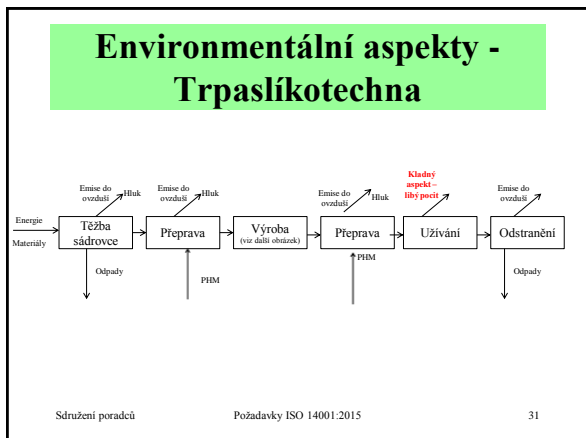 Environmentální aspekty -
Trpaslíkotechna
Emise do
ovzduší
Hluk
Emise do
ovzduší
Hluk
Emise do
ovzduší
Hluk
Kladný
aspekt –
libý pocit
Emise do
ovzduší
Energie
Materiály
Těžba
sádrovce
Přeprava
Výroba
(viz další obrázek)
Přeprava
Užívání
Odstranění
Odpady
PHM
PHM
Odpady
Sdružení poradců
Požadavky ISO 14001:2015
31